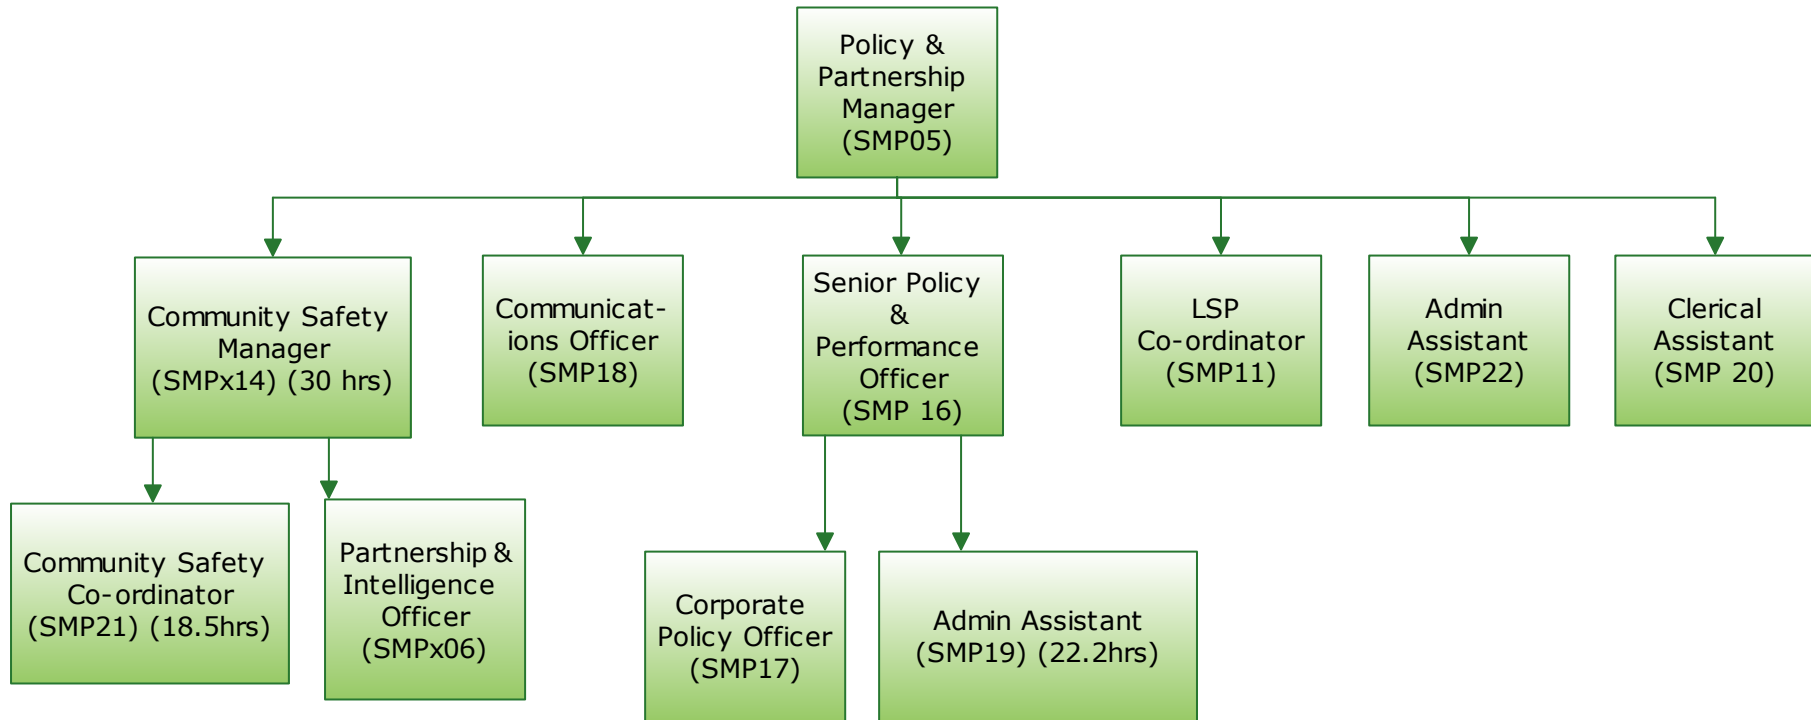 Policy &
Partnership
Manager
(SMP05)
Community Safety
Manager
(SMPx14) (30 hrs)
Communicat-
ions Officer
(SMP18)
Senior Policy
&
Performance
Officer
(SMP 16)
LSP
Co-ordinator
(SMP11)
Admin
Assistant
(SMP22)
Clerical
Assistant
(SMP 20)
Community Safety
Co-ordinator
(SMP21) (18.5hrs)
Partnership &
Intelligence
Officer
(SMPx06)
Corporate
Policy Officer
(SMP17)
Admin Assistant
(SMP19) (22.2hrs)